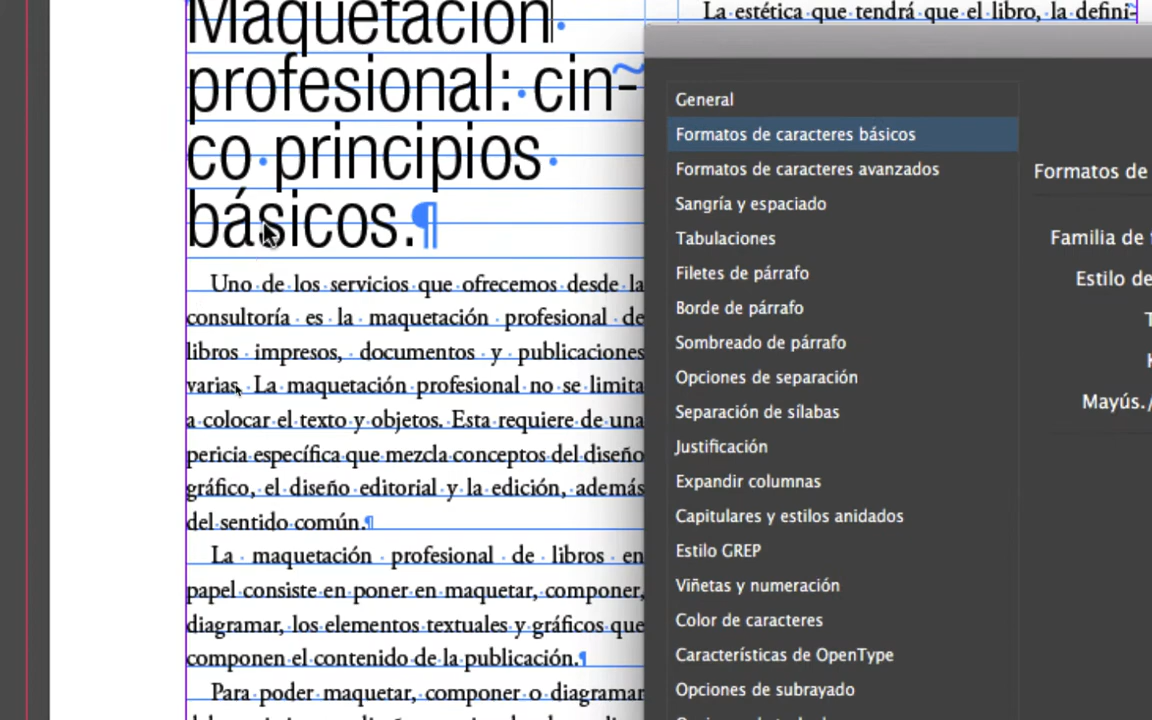 Maquetación
profesional: cin-
co principios
básicos.¶
Uno de los servicios que ofrecemos desde la
consultoría es la maquetación profesional de
libros impresos, documentos y publicaciones
varias. La maquetación profesional no se limita
a colocar el texto y objetos. Esta requiere de una
pericia específica que mezcla conceptos del diseño
gráfico, el diseño editorial y la edición, además
del sentido común.¶
La maquetación profesional de libros en
papel consiste en poner en maquetar, componer,
diagramar, los elementos textuales y gráficos que
componen el contenido de la publicación.¶
Para poder maquetar, componer o diagramar
La estética que tendrá que el libro, la defini-
General
Formatos de caracteres básicos
Formatos de caracteres avanzados
Sangría y espaciado
Tabulaciones
Filetes de párrafo
Borde de párrafo
Sombreado de párrafo
Opciones de separación
Separación de sílabas
Justificación
Expandir columnas
Capitulares y estilos anidados
Estilo GREP
Viñetas y numeración
Color de caracteres
Características de OpenType
Opciones de subrayado
Formatos de
Familia de
Estilo de
Mayús./